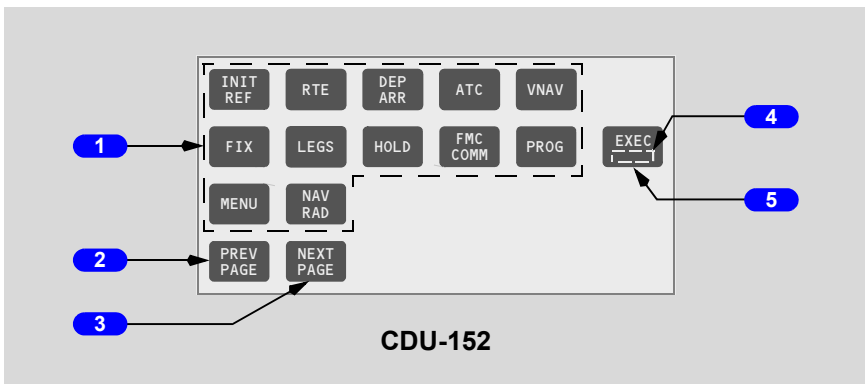 INIT
REF
RTE
DEP
ARR
ATC
VNAV
4
1
FIX
LEGS
HOLD
FMC
COMM
PROG
EXEC
5
MENU
NAV
RAD
2
PREV
PAGE
NEXT
PAGE
3
CDU-152